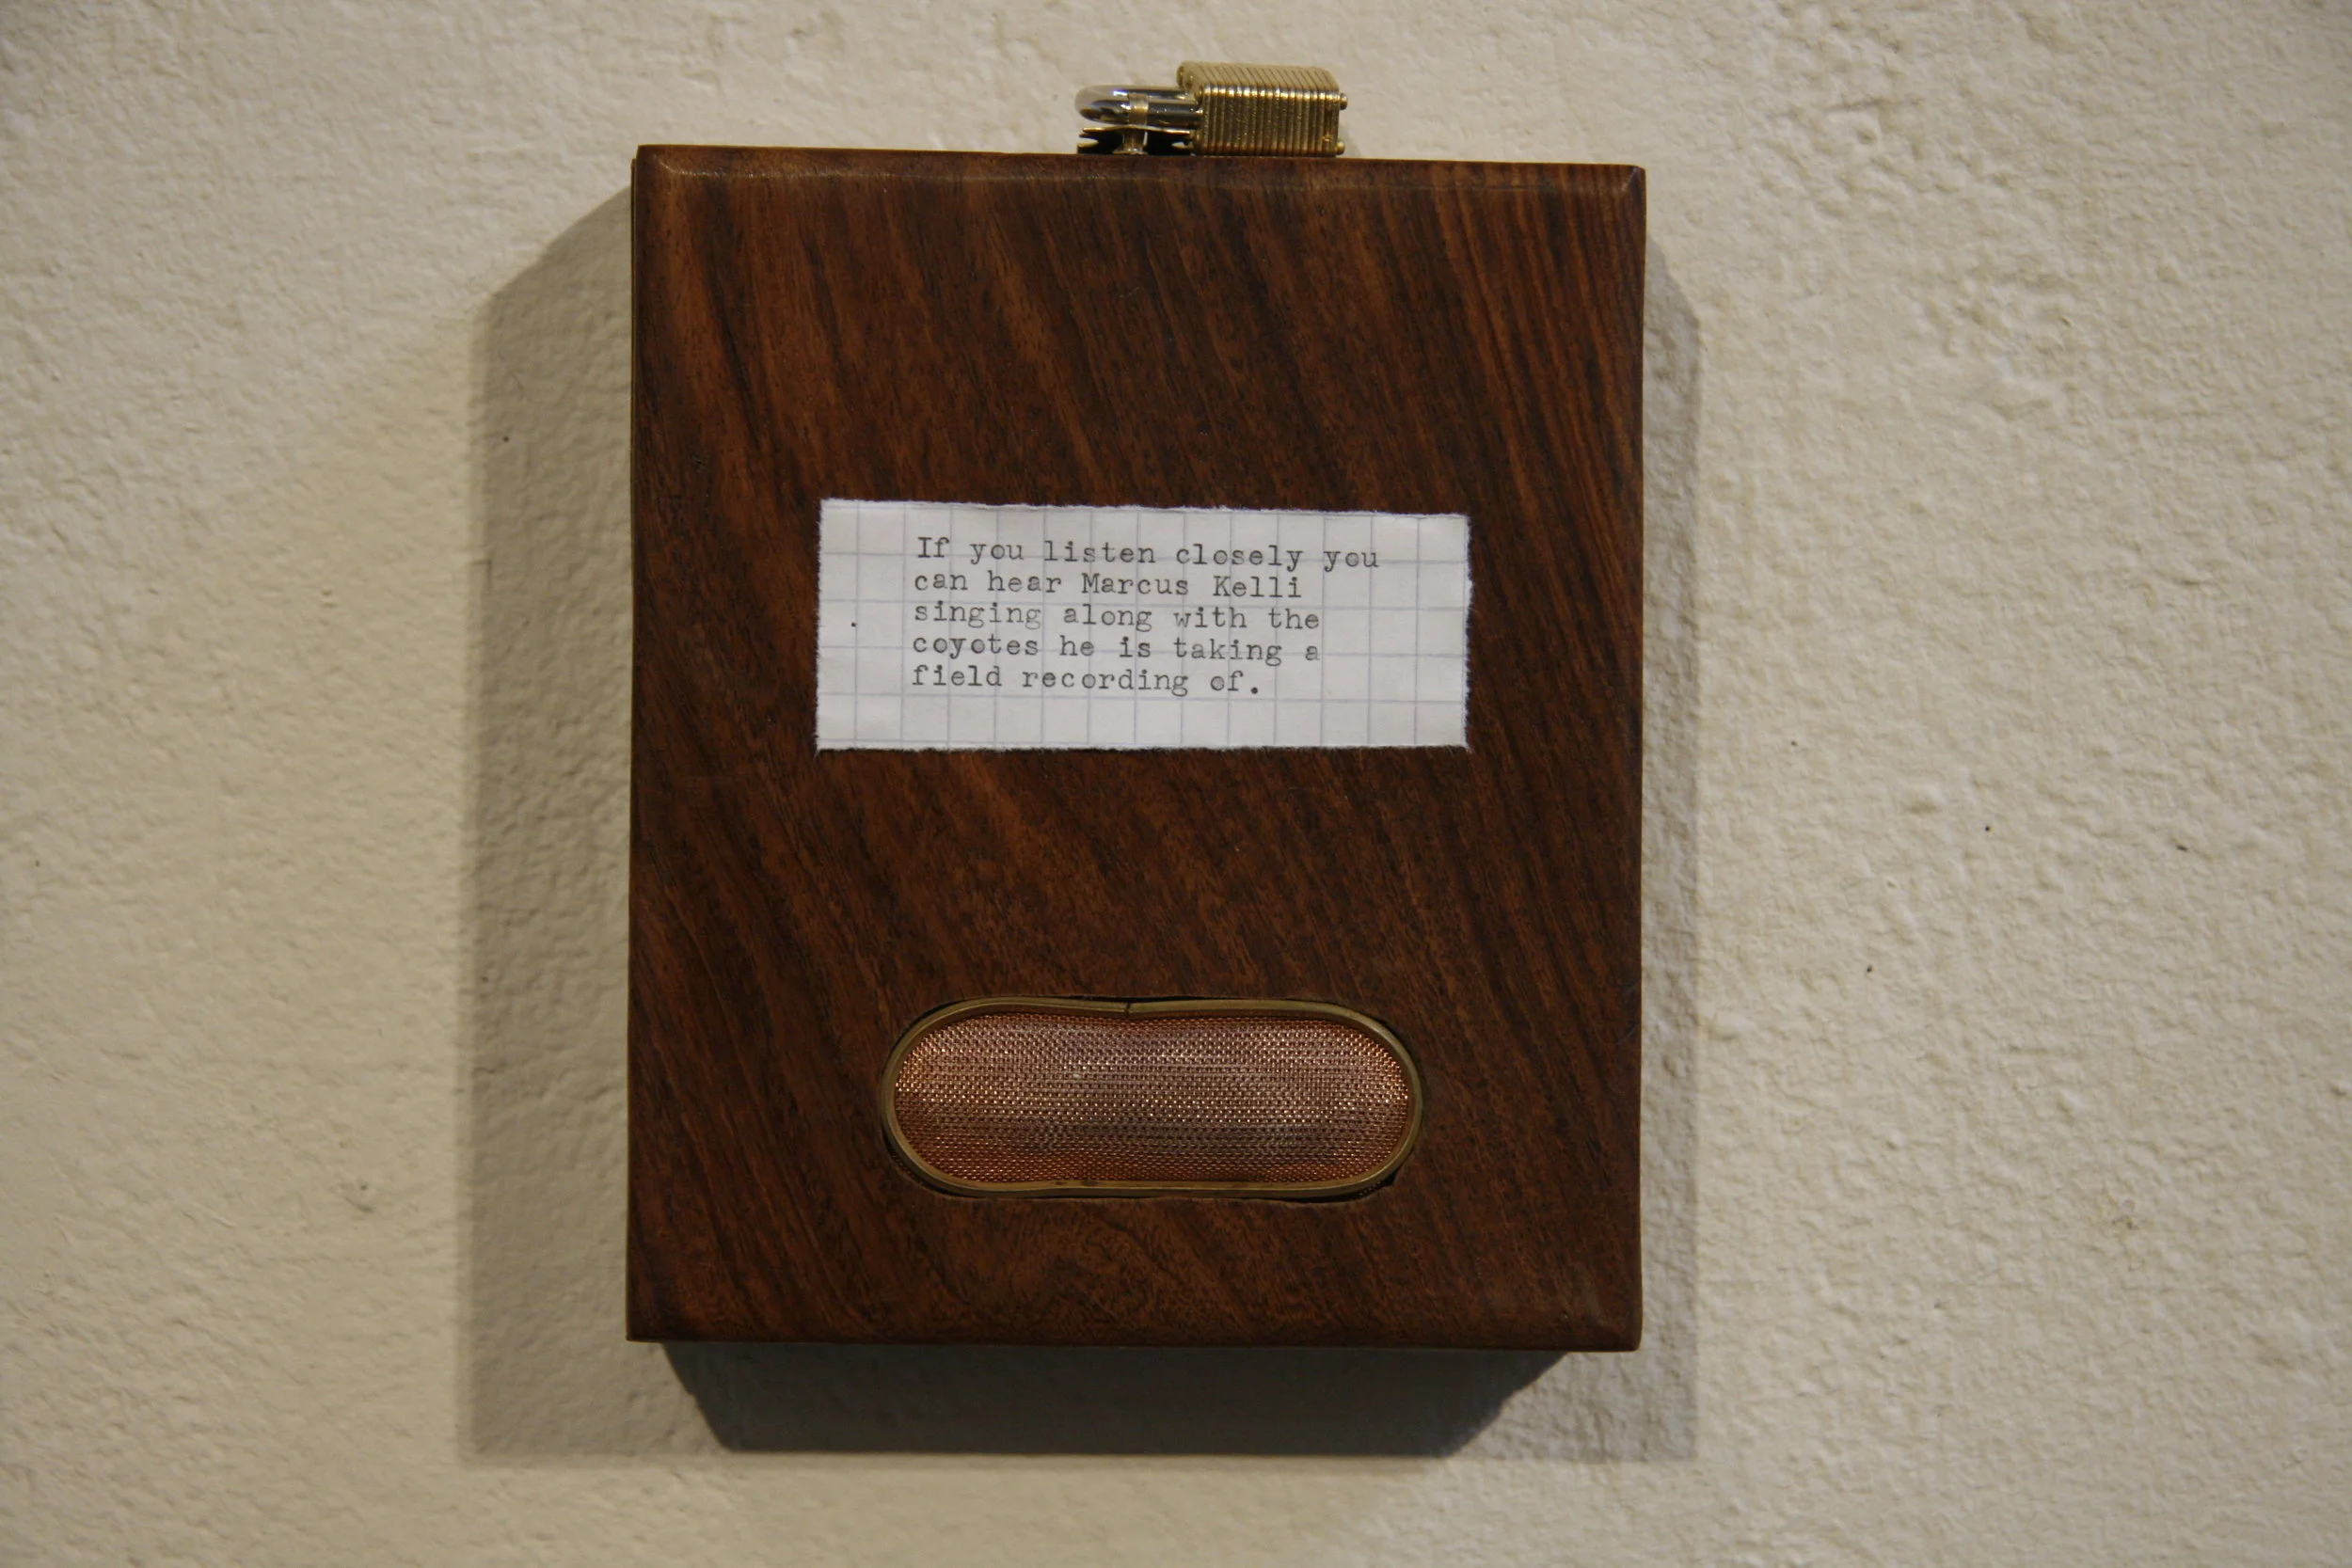 If you listen closely you
can hear Marcus Kelli
singing along with the
coyotes he is taking a
field recording of.